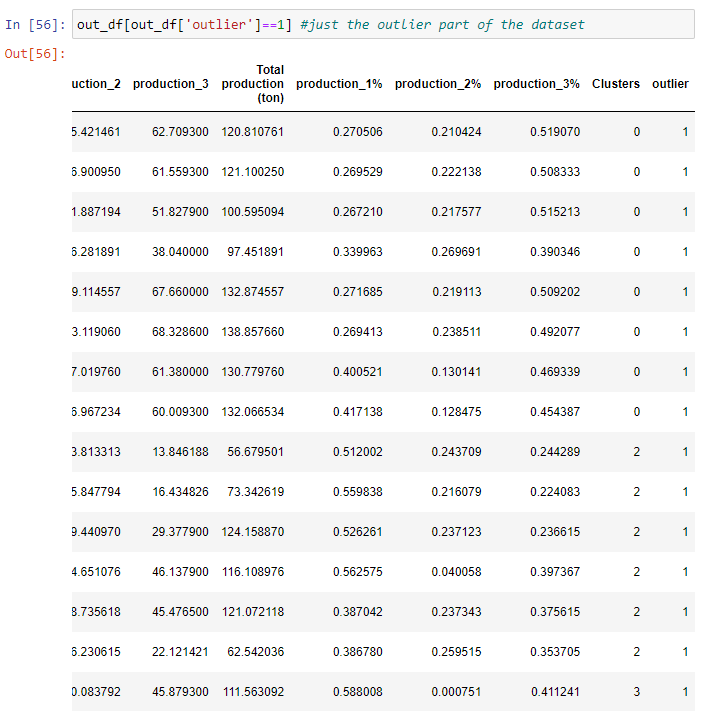 In [56]: out_df[out_df['outlier']==1] #just the outlier part of the dataset
Out[56]:
uction_2 production_3 Total production (ton) production_1% production_2% production_3% Clusters outlier
5.421461 62.709300 120.810761 0.270506 0.210424 0.519070 0 1
6.900950 61.559300 121.100250 0.269529 0.222138 0.508333 0 1
1.887194 51.827900 100.595094 0.267210 0.217577 0.515213 0 1
6.281891 38.040000 97.451891 0.339963 0.269691 0.390346 0 1
9.114557 67.660000 132.874557 0.271685 0.219113 0.509202 0 1
3.119060 68.328600 138.857660 0.269413 0.238511 0.492077 0 1
7.019760 61.380000 130.779760 0.400521 0.130141 0.469339 0 1
6.967234 60.009300 132.066534 0.417138 0.128475 0.454387 0 1
3.813313 13.846188 56.679501 0.512002 0.243709 0.244289 2 1
5.847794 16.434826 73.342619 0.559838 0.216079 0.224083 2 1
9.440970 29.377900 124.158870 0.526261 0.237123 0.236615 2 1
4.651076 46.137900 116.108976 0.562575 0.040058 0.397367 2 1
8.735618 45.476500 121.072118 0.387042 0.237343 0.375615 2 1
6.230615 22.121421 62.542036 0.386780 0.259515 0.353705 2 1
0.083792 45.879300 111.563092 0.588008 0.000751 0.411241 3 1